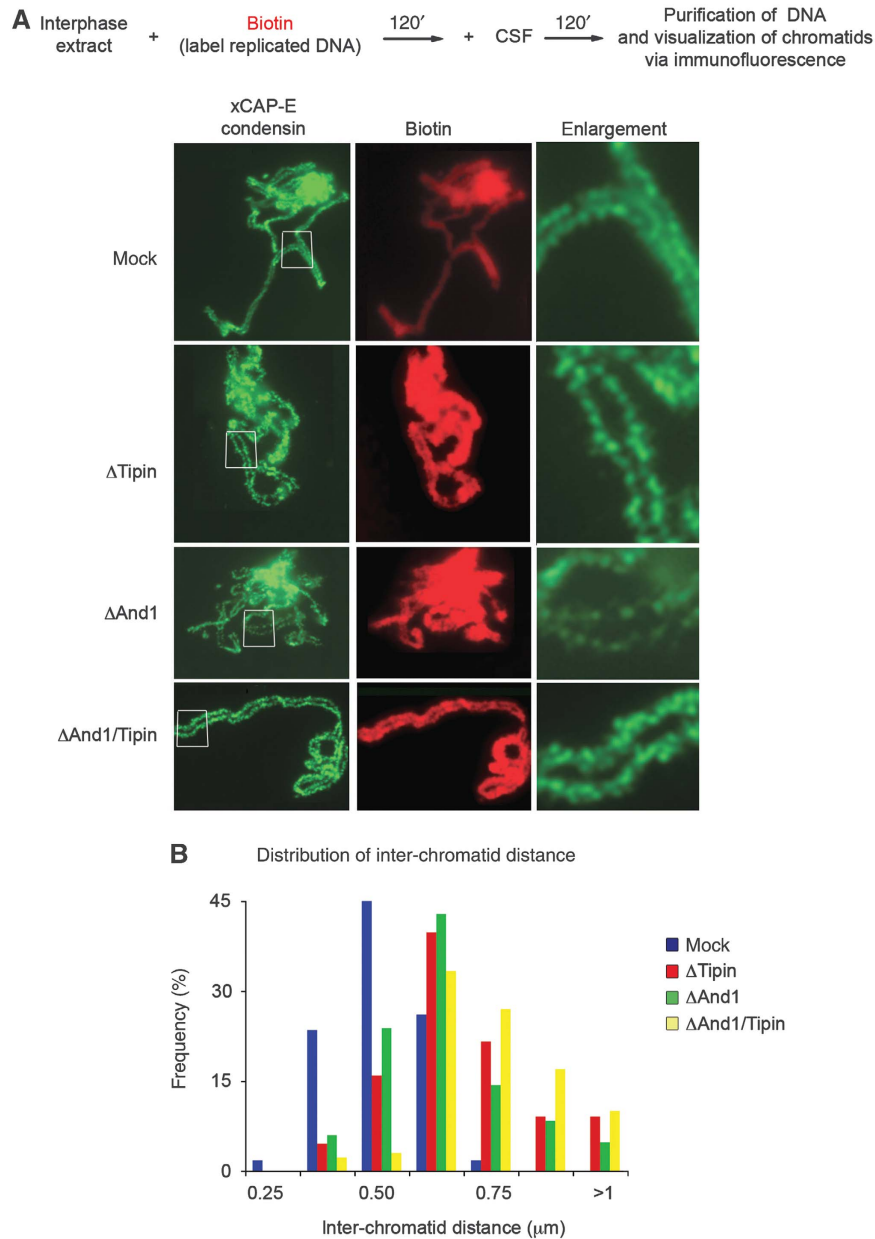 A
Interphase extract + Biotin (label replicated DNA) 120′ + CSF 120′ Purification of DNA and visualization of chromatids via immunofluorescence
xCAP-E condensin
Biotin
Enlargement
Mock
ΔTipin
ΔAnd1
ΔAnd1/Tipin
B
Distribution of inter-chromatid distance
Frequency (%)
45
30
15
0
0.25
0.50
0.75
>1
Inter-chromatid distance (μm)
Mock
ΔTipin
ΔAnd1
ΔAnd1/Tipin